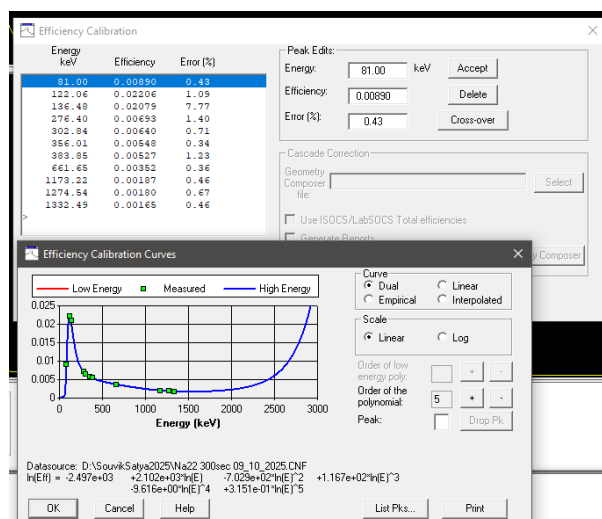 Efficiency Calibration
Energy
keV Efficiency Error (%)
81.00 0.00890 0.43
122.06 0.02206 1.09
136.48 0.02079 7.77
276.40 0.00693 1.40
302.84 0.00640 0.71
356.01 0.00548 0.34
383.85 0.00527 1.23
661.65 0.00352 0.36
1173.22 0.00187 0.46
1274.54 0.00180 0.67
1332.49 0.00165 0.46
>
Peak Edits:
Energy: 81.00 keV Accept
Efficiency: 0.00890 Delete
Error (%): 0.43 Cross-over
Cascade Correction
Geometry
Composer
file: Select
Use ISOCS/LabSOCS Total efficiencies
Generate Reports
y Composer
Efficiency Calibration Curves
Low Energy Measured High Energy
0.025
0.02
0.015
0.01
0.005
0
0 500 1000 1500 2000 2500 3000
Energy (keV)
Curve
Dual Linear
Empirical Interpolated
Scale
Linear Log
Order of low
energy poly: + -
Order of the
polynomial: 5 + -
Peak: Drop Pk
Datasource: D:\SouvikSatya2025\Na22 300sec 09_10_2025.CNF
ln(Eff) = -2.497e+03 +2.102e+03*ln(E) -7.029e+02*ln(E)^2 +1.167e+02*ln(E)^3
-9.616e+00*ln(E)^4 +3.151e-01*ln(E)^5
OK Cancel Help List Pks... Print